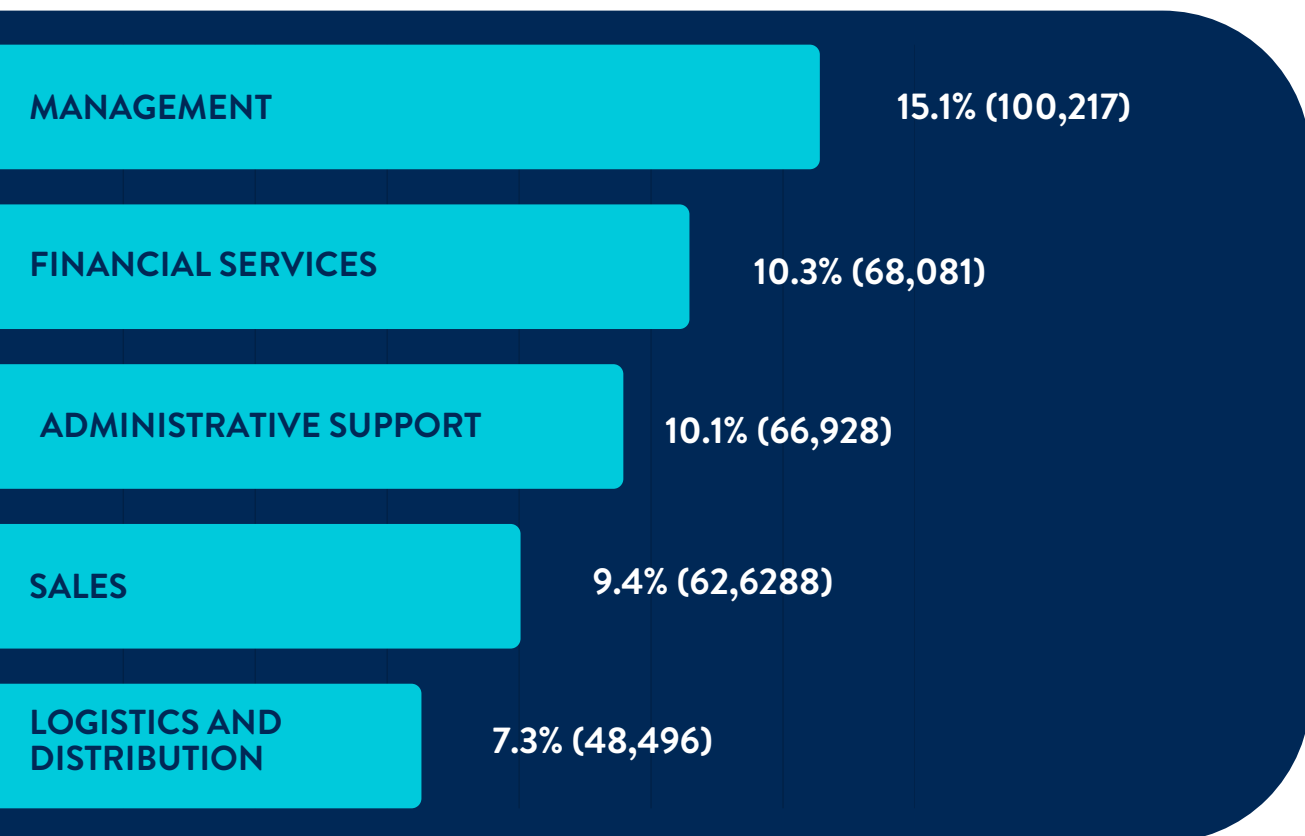 MANAGEMENT 15.1% (100,217)
FINANCIAL SERVICES 10.3% (68,081)
ADMINISTRATIVE SUPPORT 10.1% (66,928)
SALES 9.4% (62,6288)
LOGISTICS AND
DISTRIBUTION 7.3% (48,496)